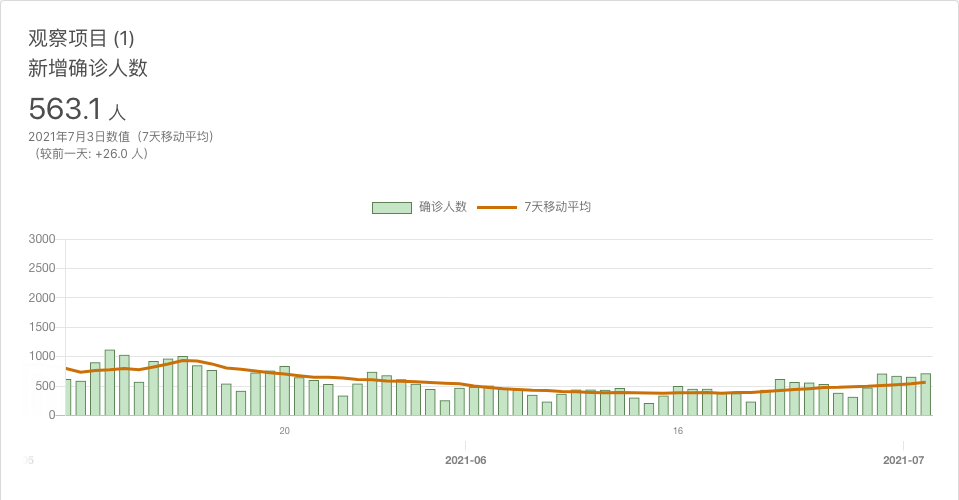 观察项目 (1)
新增确诊人数
563.1 人
2021年7月3日数值（7天移动平均）
（较前一天: +26.0 人）
确诊人数 7天移动平均
3000
2500
2000
1500
1000
500
0
20 16
2021-06 2021-07